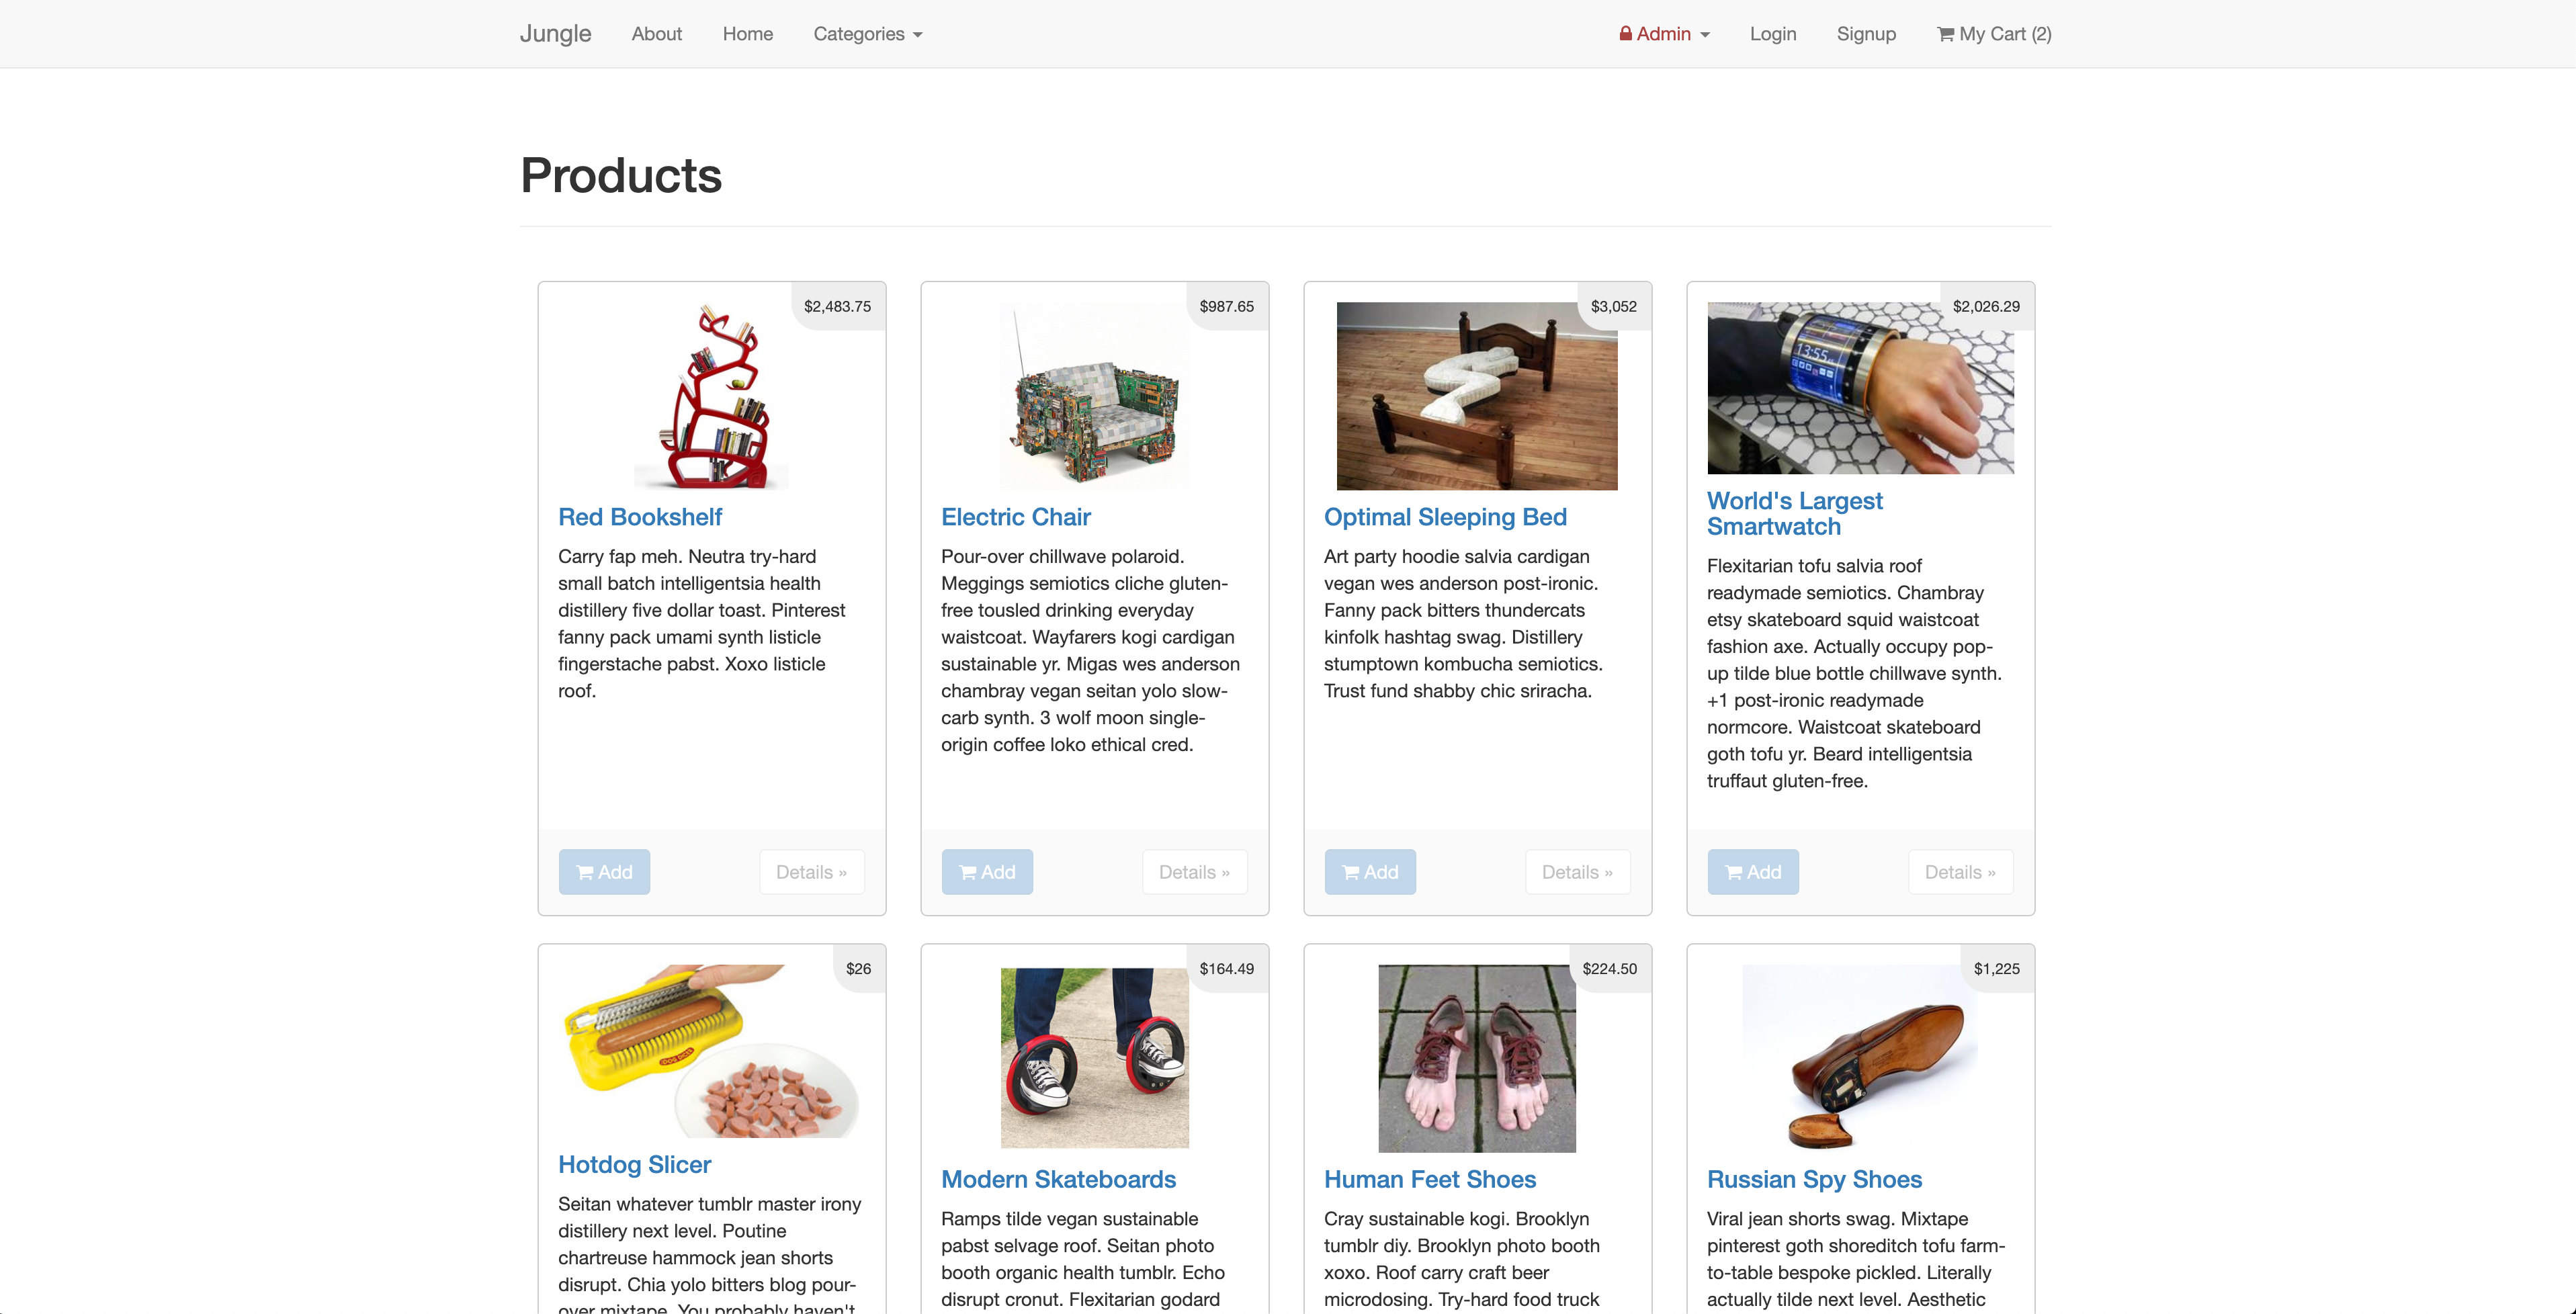 Jungle About Home Categories Admin Login Signup My Cart (2)
Products
$2,483.75
Red Bookshelf
Carry fap meh. Neutra try-hard
small batch intelligentsia health
distillery five dollar toast. Pinterest
fanny pack umami synth listicle
fingerstache pabst. Xoxo listicle
roof.
Add Details »
$987.65
Electric Chair
Pour-over chillwave polaroid.
Meggings semiotics cliche gluten-
free tousled drinking everyday
waistcoat. Wayfarers kogi cardigan
sustainable yr. Migas wes anderson
chambray vegan seitan yolo slow-
carb synth. 3 wolf moon single-
origin coffee loko ethical cred.
Add Details »
$3,052
Optimal Sleeping Bed
Art party hoodie salvia cardigan
vegan wes anderson post-ironic.
Fanny pack bitters thundercats
kinfolk hashtag swag. Distillery
stumptown kombucha semiotics.
Trust fund shabby chic sriracha.
Add Details »
$2,026.29
13:55
World's Largest
Smartwatch
Flexitarian tofu salvia roof
readymade semiotics. Chambray
etsy skateboard squid waistcoat
fashion axe. Actually occupy pop-
up tilde blue bottle chillwave synth.
+1 post-ironic readymade
normcore. Waistcoat skateboard
goth tofu yr. Beard intelligentsia
truffaut gluten-free.
Add Details »
$26
Hotdog Slicer
Seitan whatever tumblr master irony
distillery next level. Poutine
chartreuse hammock jean shorts
disrupt. Chia yolo bitters blog pour-
over mixtape. You probably haven't
$164.49
Modern Skateboards
Ramps tilde vegan sustainable
pabst selvage roof. Seitan photo
booth organic health tumblr. Echo
disrupt cronut. Flexitarian godard
$224.50
Human Feet Shoes
Cray sustainable kogi. Brooklyn
tumblr diy. Brooklyn photo booth
xoxo. Roof carry craft beer
microdosing. Try-hard food truck
$1,225
Russian Spy Shoes
Viral jean shorts swag. Mixtape
pinterest goth shoreditch tofu farm-
to-table bespoke pickled. Literally
actually tilde next level. Aesthetic